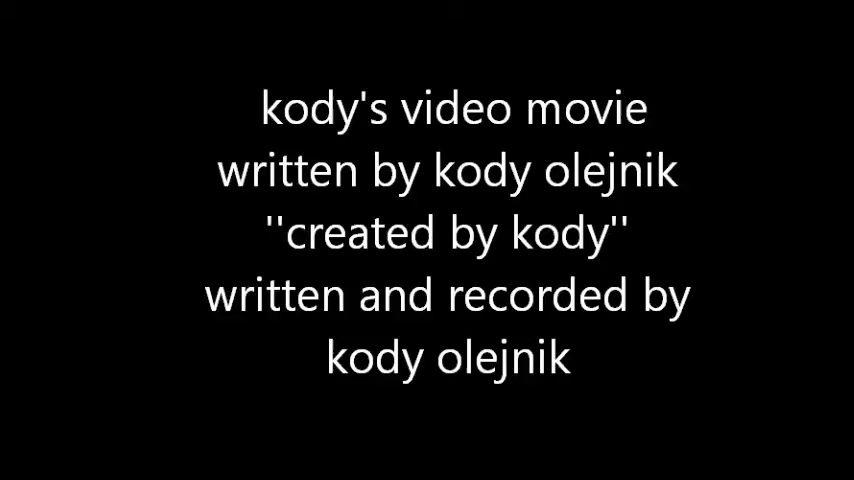 kody's video movie
written by kody olejnik
''created by kody''
written and recorded by
kody olejnik